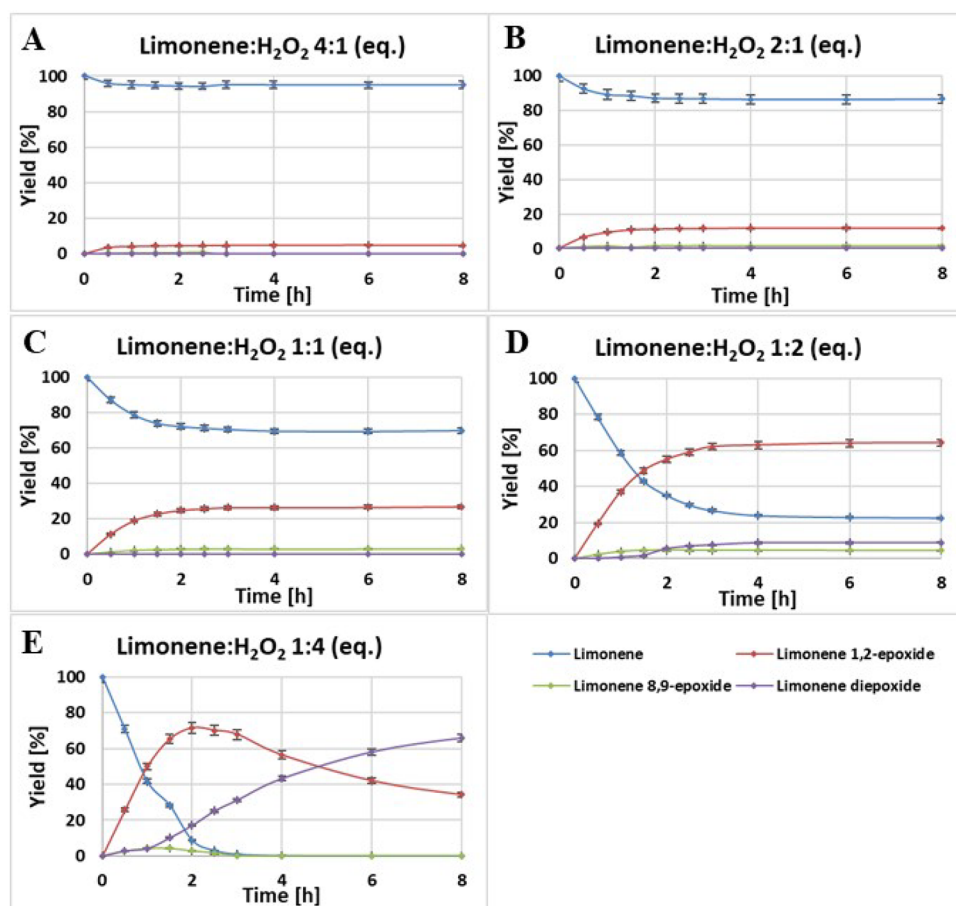 A
Limonene:H₂O₂ 4:1 (eq.)
Yield [%]
100
80
60
40
20
0
0 2 4 6 8
Time [h]
B
Limonene:H₂O₂ 2:1 (eq.)
Yield [%]
100
80
60
40
20
0
0 2 4 6 8
Time [h]
C
Limonene:H₂O₂ 1:1 (eq.)
Yield [%]
100
80
60
40
20
0
0 2 4 6 8
Time [h]
D
Limonene:H₂O₂ 1:2 (eq.)
Yield [%]
100
80
60
40
20
0
0 2 4 6 8
Time [h]
E
Limonene:H₂O₂ 1:4 (eq.)
Yield [%]
100
80
60
40
20
0
0 2 4 6 8
Time [h]
Limonene
Limonene 1,2-epoxide
Limonene 8,9-epoxide
Limonene diepoxide